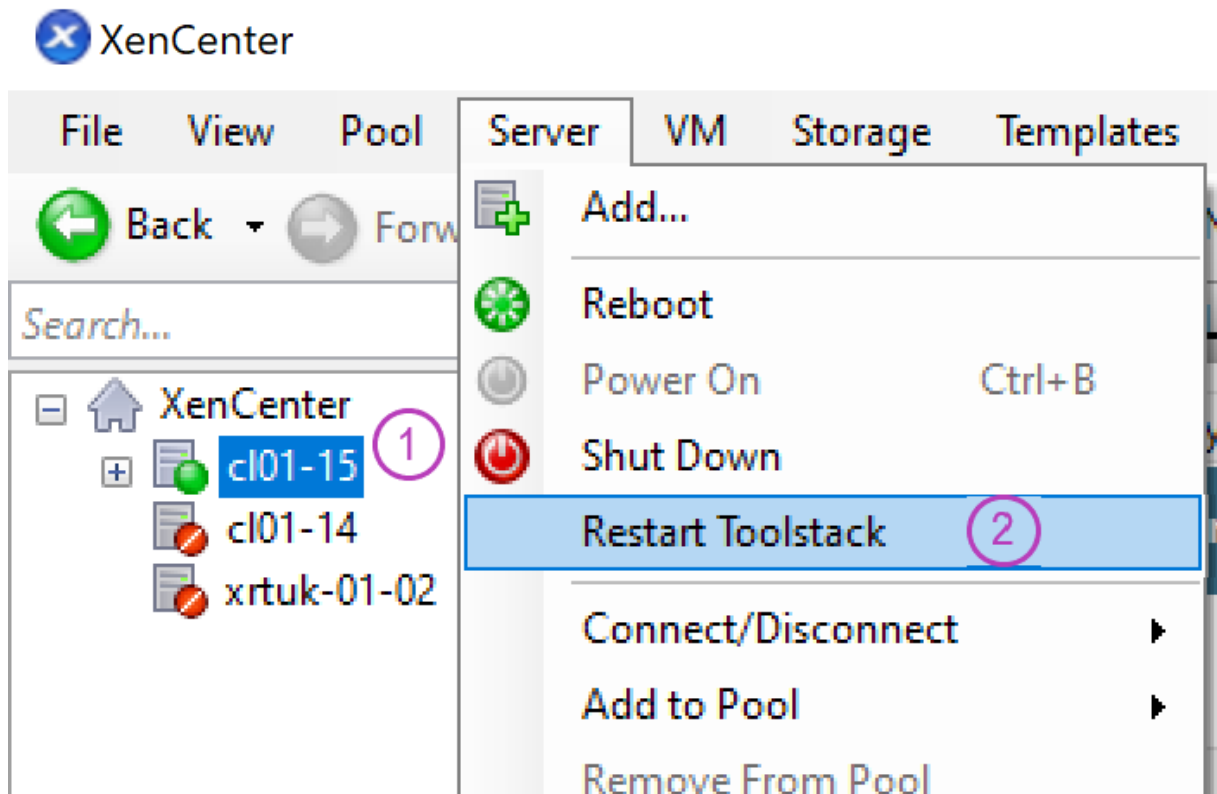 XenCenter
File View Pool Server VM Storage Templates
Back Forw
Add...
Search...
Reboot
Power On Ctrl+B
XenCenter
cl01-15 1
Shut Down
cl01-14
Restart Toolstack 2
xrtuk-01-02
Connect/Disconnect
Add to Pool
Remove From Pool